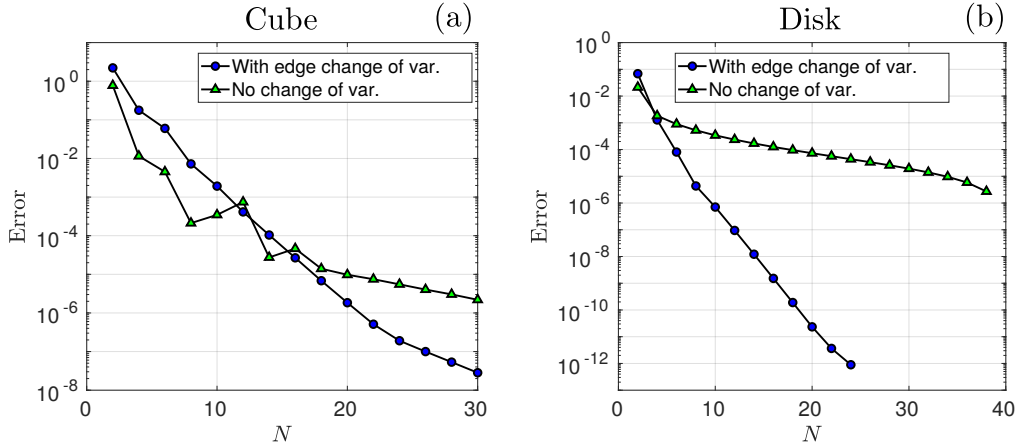 Cube
(a)
With edge change of var.
No change of var.
10^0
10^-2
10^-4
10^-6
10^-8
Error
0
10
20
30
N
Disk
(b)
With edge change of var.
No change of var.
10^0
10^-2
10^-4
10^-6
10^-8
10^-10
10^-12
Error
0
10
20
30
40
N